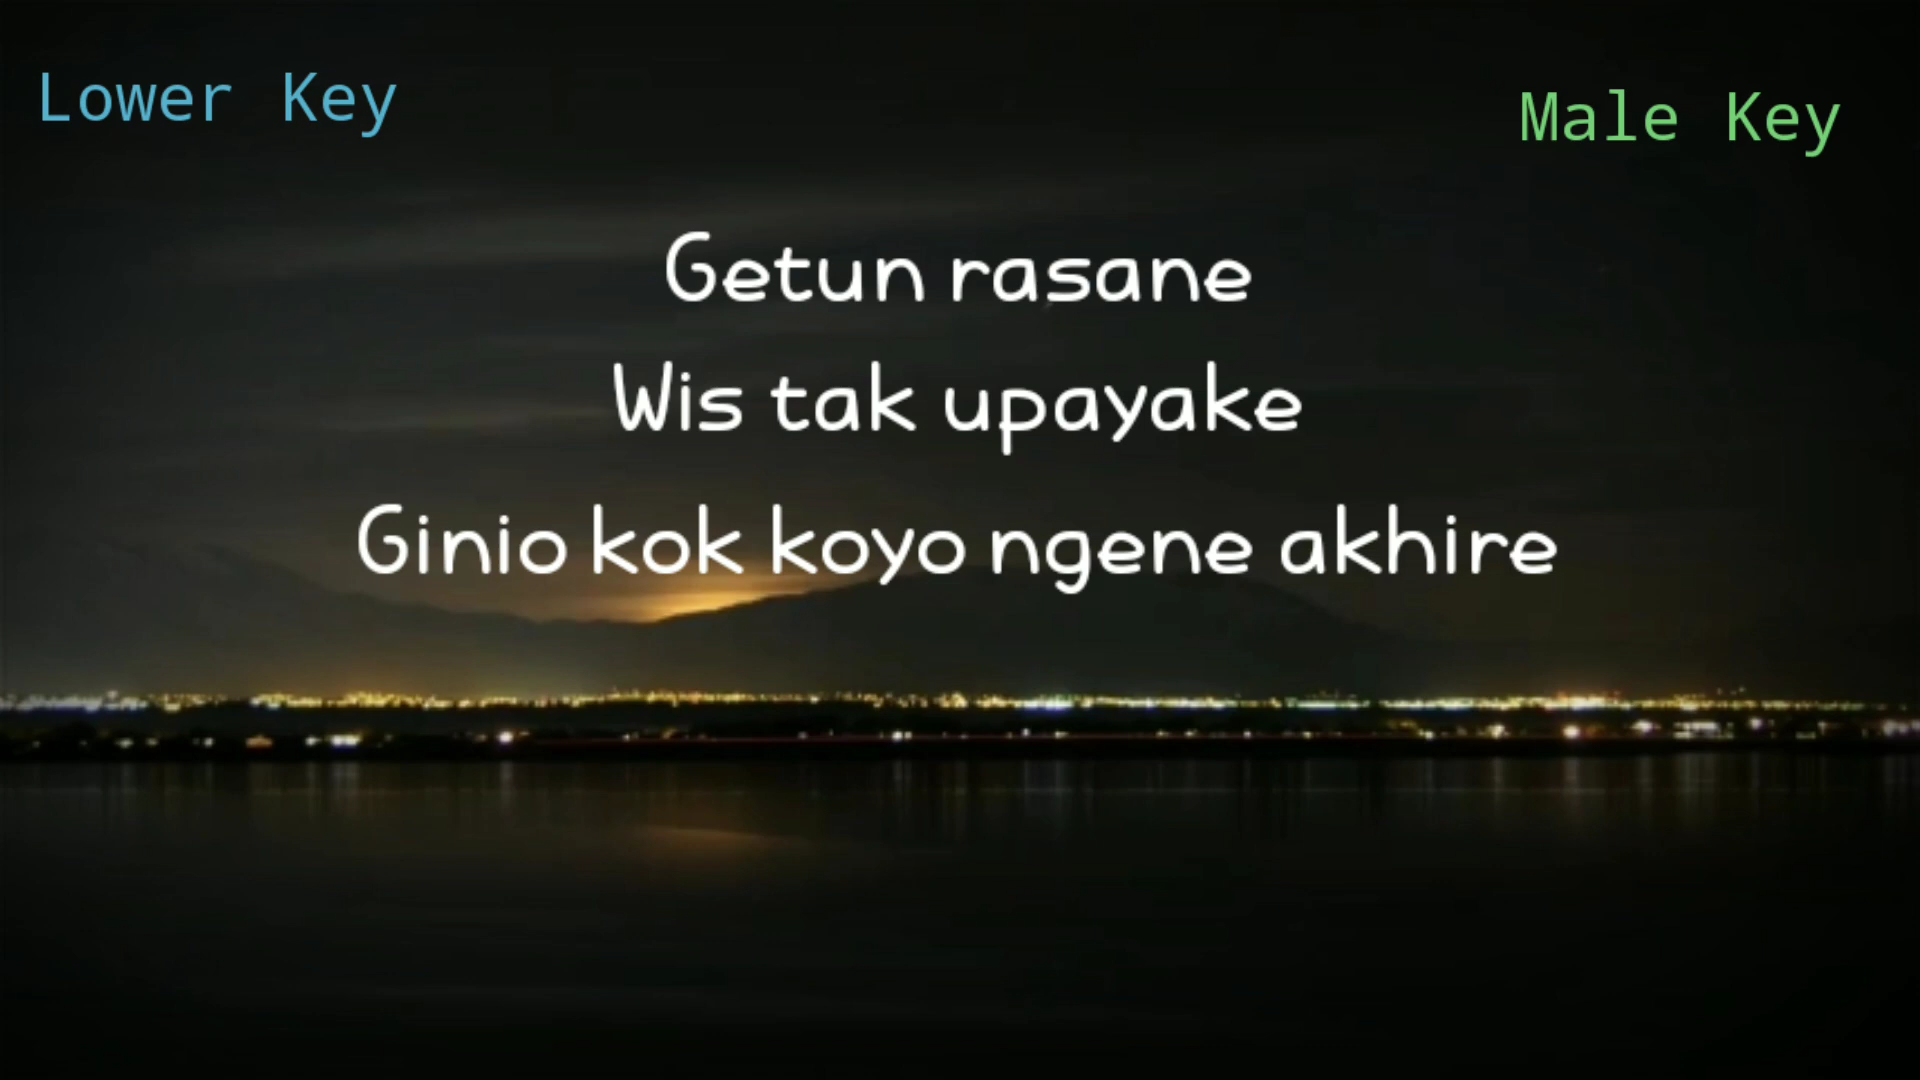 Lower Key
Male Key
Getun rasane
Wis tak upayake
Ginio kok koyo ngene akhire